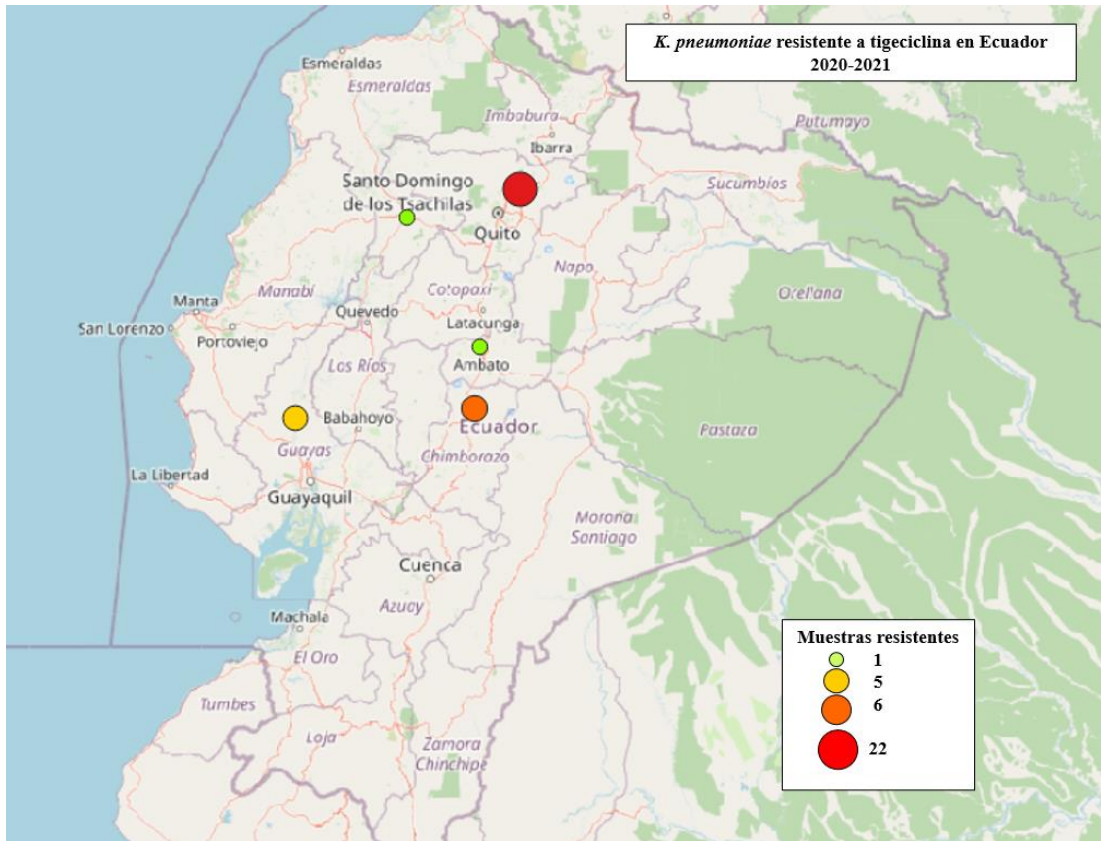 K. pneumoniae resistente a tigeciclina en Ecuador
2020-2021
Esmeraldas
Esmeraldas
Imbabura
Ibarra
Putumayo
Sucumbíos
Santo Domingo
de los Tsáchilas
Quito
Napo
Orellana
Cotopaxi
Manabí
Manta
Quevedo
San Lorenzo
Portoviejo
Latacunga
Los Ríos
Ambato
Babahoyo
Ecuador
Pastaza
Guayas
Chimborazo
La Libertad
Guayaquil
Morona
Santiago
Cuenca
Azuay
Machala
El Oro
Tumbes
Loja
Zamora
Chinchipe
Muestras resistentes
1
5
6
22